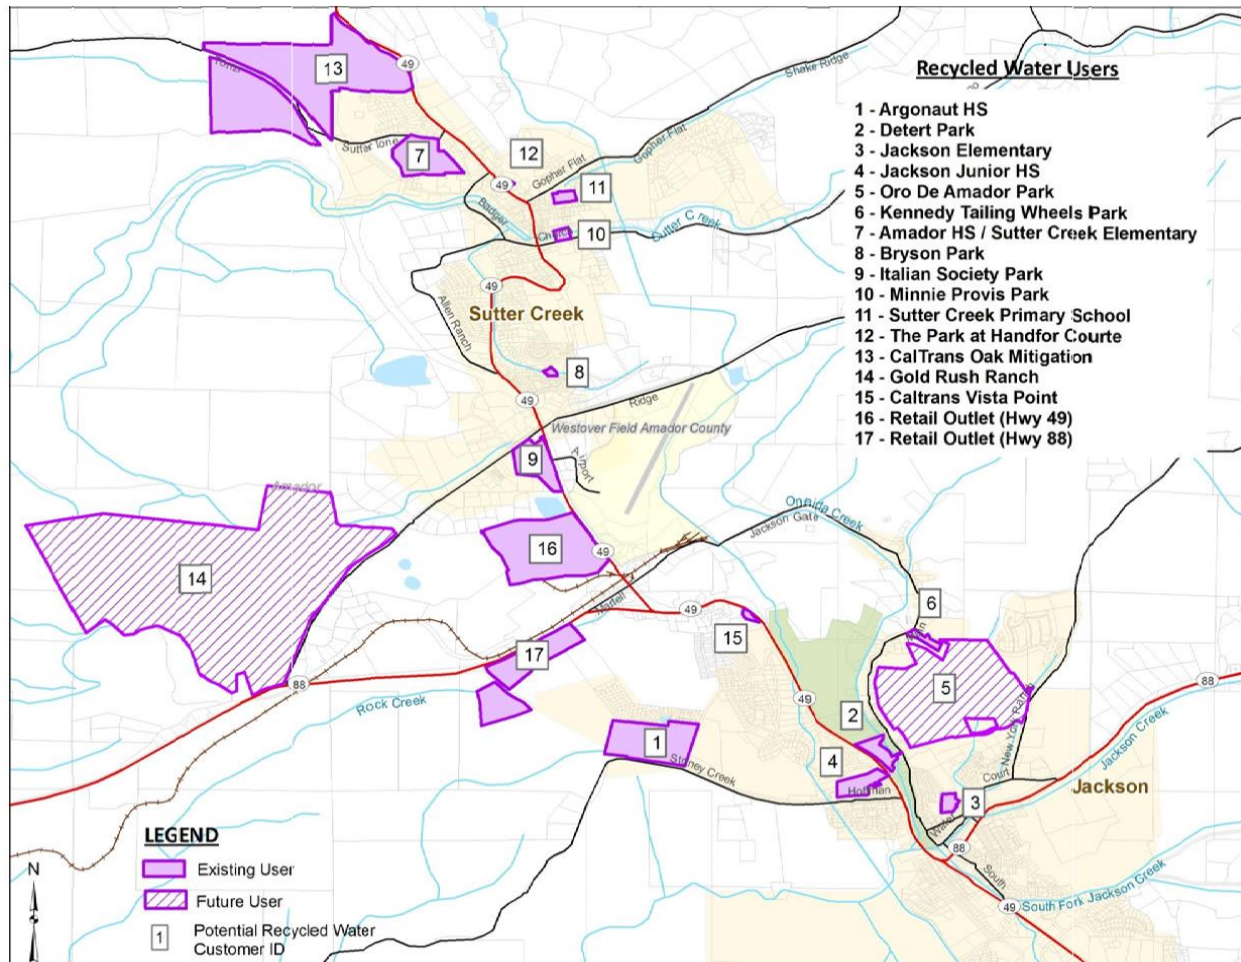 Recycled Water Users
1 - Argonaut HS
2 - Detert Park
3 - Jackson Elementary
4 - Jackson Junior HS
5 - Oro De Amador Park
6 - Kennedy Tailing Wheels Park
7 - Amador HS / Sutter Creek Elementary
8 - Bryson Park
9 - Italian Society Park
10 - Minnie Provis Park
11 - Sutter Creek Primary School
12 - The Park at Handfor Courte
13 - CalTrans Oak Mitigation
14 - Gold Rush Ranch
15 - Caltrans Vista Point
16 - Retail Outlet (Hwy 49)
17 - Retail Outlet (Hwy 88)
13
49
Shake Ridge
Sutter Ione
7
12
Gopher Flat
Gopher Flat
49
11
Badger
10
Sutter Creek
49
Allen Ranch
Sutter Creek
8
49
Ridge
Westover Field Amador County
9
Airport
Amador
Oneida Creek
Jackson Gate
16
49
14
Martell
49
6
15
17
88
5
88
Rock Creek
49
2
New York Ranch
1
Stoney Creek
4
Hoffman
Court
Jackson Creek
3
Jackson
Water
88
South
49
South Fork Jackson Creek
LEGEND
Existing User
Future User
1
Potential Recycled Water
Customer ID
N